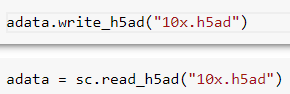 adata.write_h5ad("10x.h5ad")
adata = sc.read_h5ad("10x.h5ad")